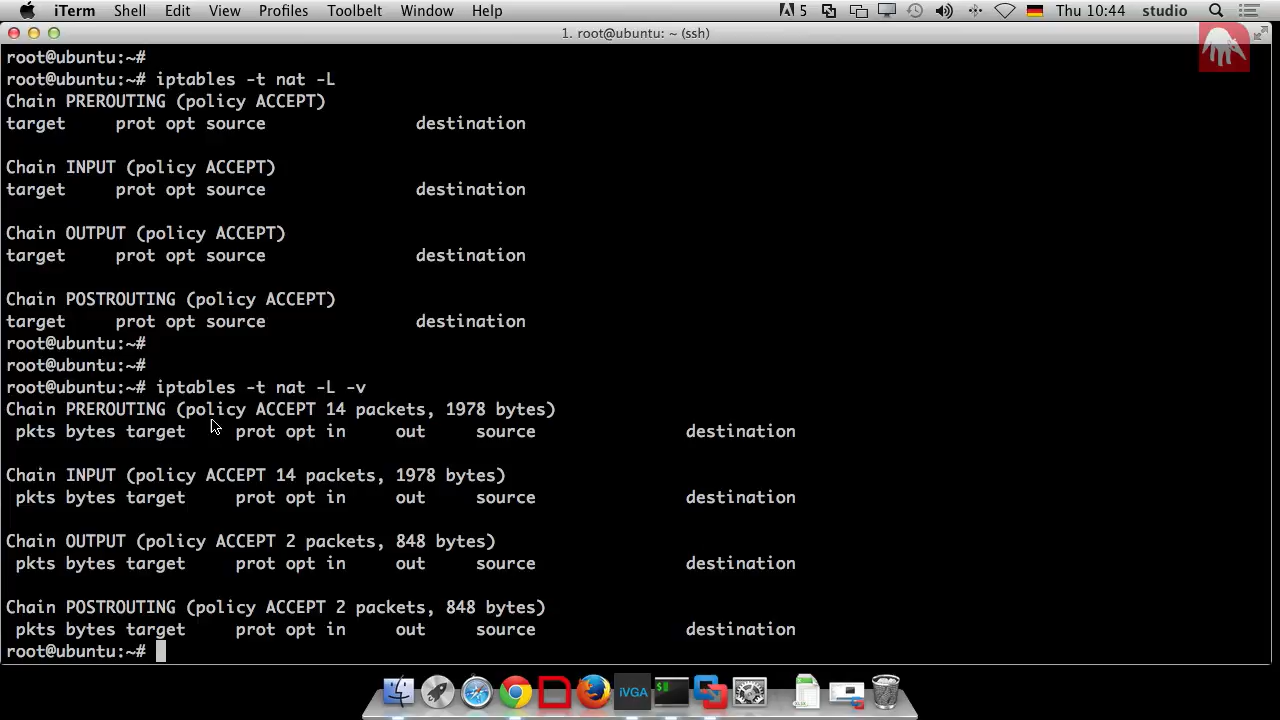 iTerm Shell Edit View Profiles Toolbelt Window Help 5 Thu 10:44 studio
1. root@ubuntu: ~ (ssh)
root@ubuntu:~#
root@ubuntu:~# iptables -t nat -L
Chain PREROUTING (policy ACCEPT)
target     prot opt source               destination
Chain INPUT (policy ACCEPT)
target     prot opt source               destination
Chain OUTPUT (policy ACCEPT)
target     prot opt source               destination
Chain POSTROUTING (policy ACCEPT)
target     prot opt source               destination
root@ubuntu:~#
root@ubuntu:~#
root@ubuntu:~# iptables -t nat -L -v
Chain PREROUTING (policy ACCEPT 14 packets, 1978 bytes)
 pkts bytes target     prot opt in     out     source               destination
Chain INPUT (policy ACCEPT 14 packets, 1978 bytes)
 pkts bytes target     prot opt in     out     source               destination
Chain OUTPUT (policy ACCEPT 2 packets, 848 bytes)
 pkts bytes target     prot opt in     out     source               destination
Chain POSTROUTING (policy ACCEPT 2 packets, 848 bytes)
 pkts bytes target     prot opt in     out     source               destination
root@ubuntu:~#
iVGA